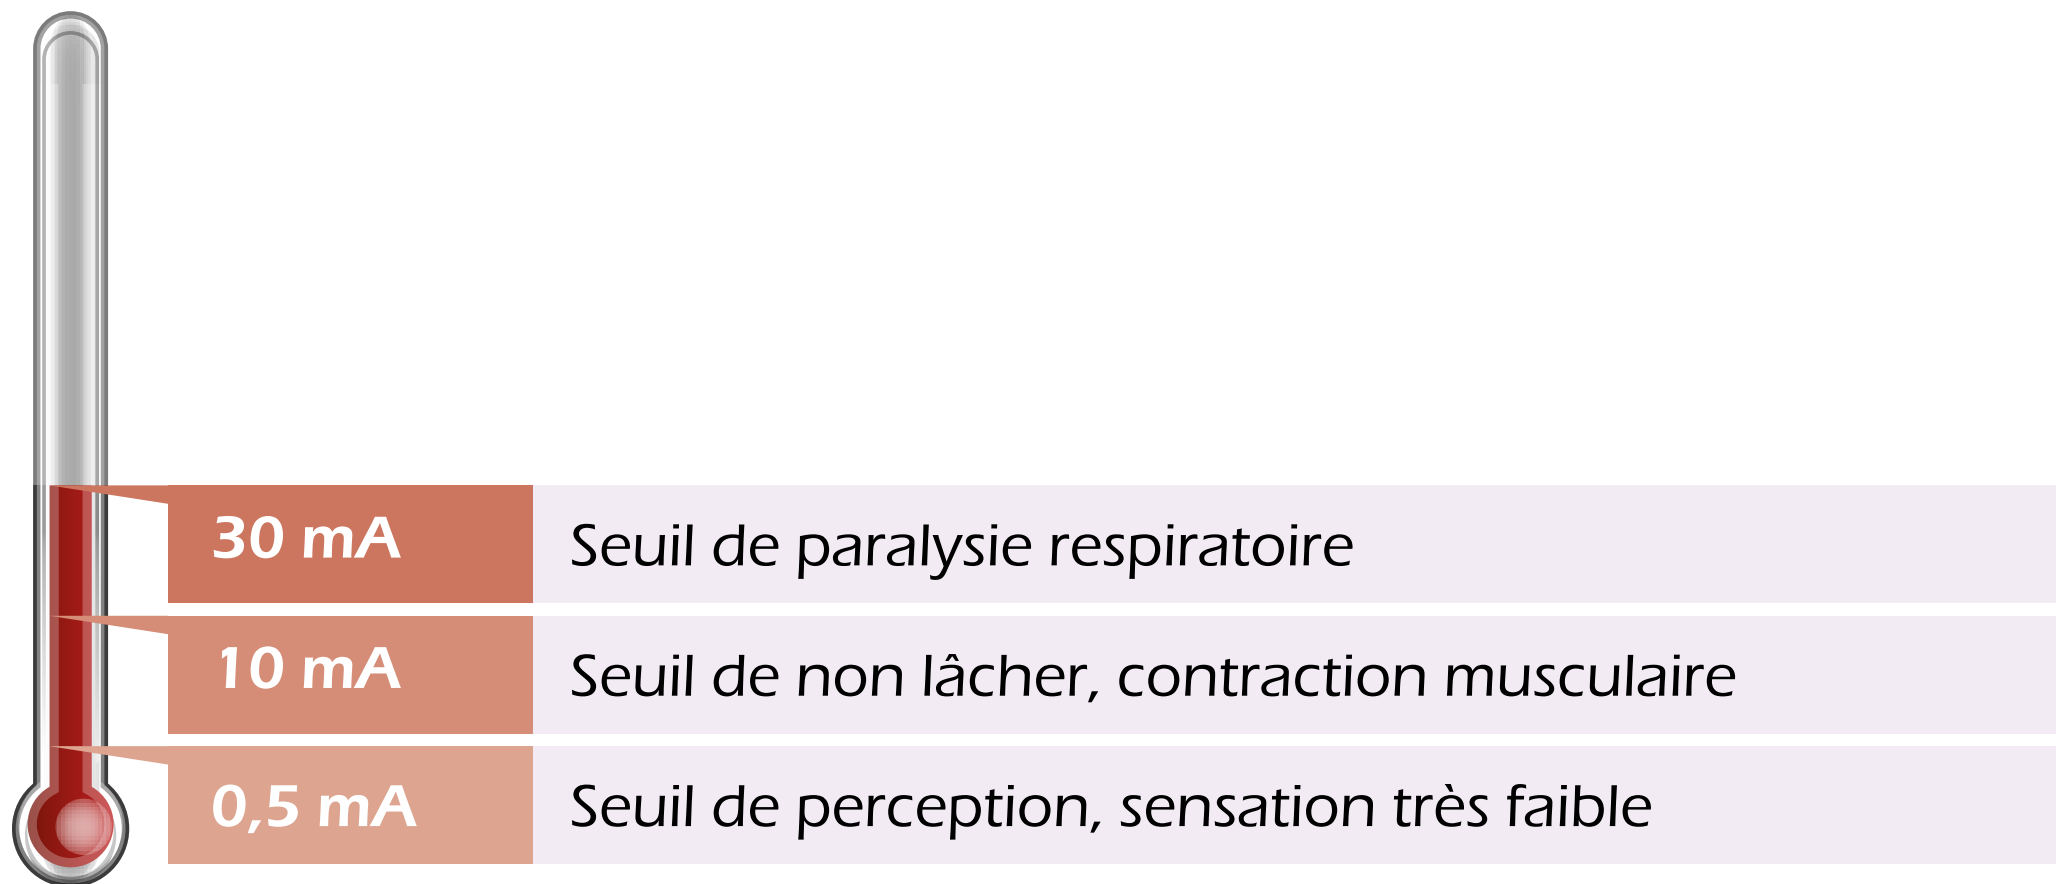 30 mA Seuil de paralysie respiratoire
10 mA Seuil de non lâcher, contraction musculaire
0,5 mA Seuil de perception, sensation très faible